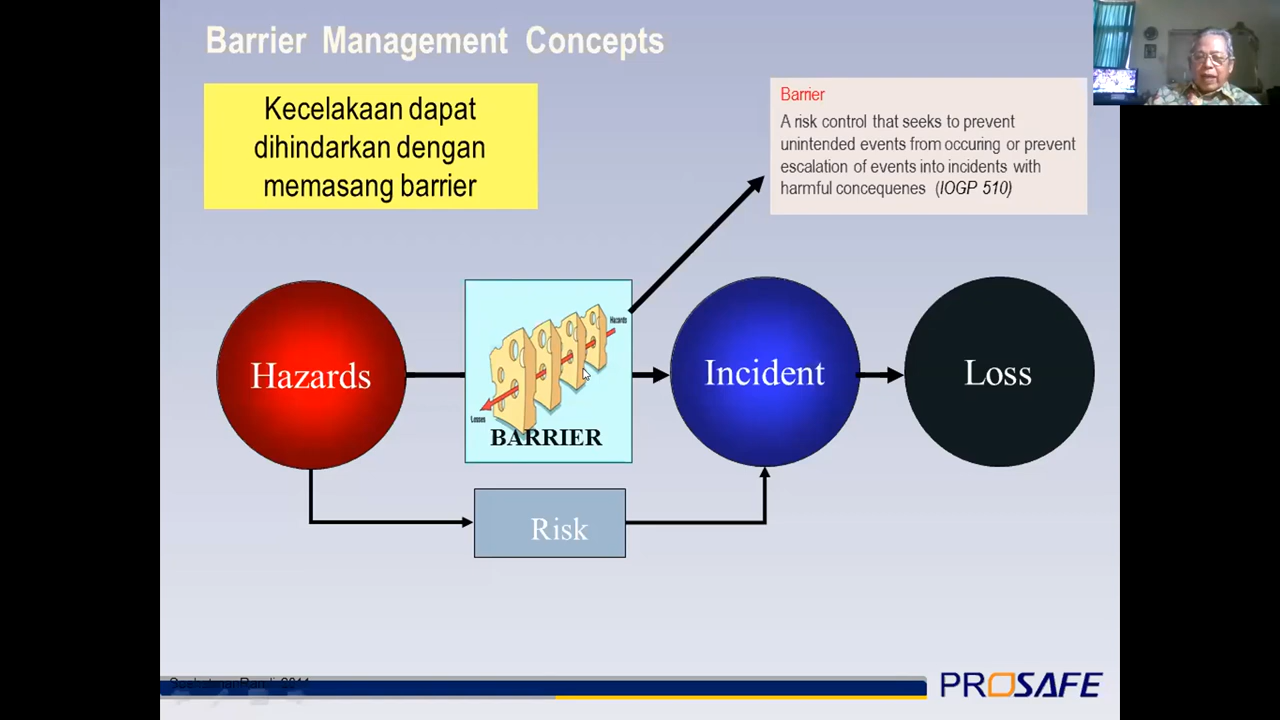 Barrier Management Concepts
Kecelakaan dapat
dihindarkan dengan
memasang barrier
Barrier
A risk control that seeks to prevent
unintended events from occuring or prevent
escalation of events into incidents with
harmful concequenes (IOGP 510)
Hazards
Hazards
Losses
BARRIER
Incident
Loss
Risk
PROSAFE